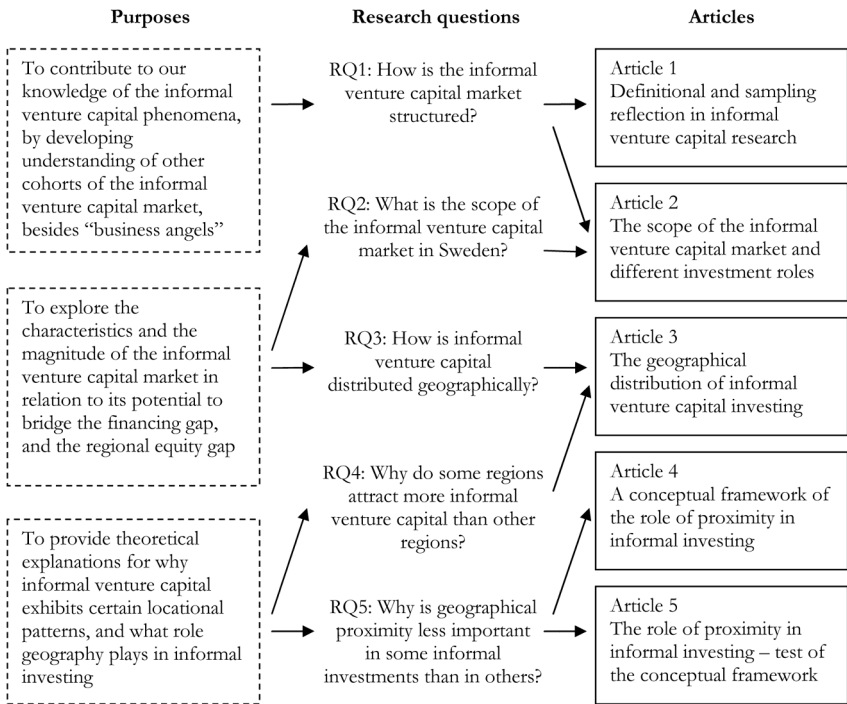 Purposes
Research questions
Articles
To contribute to our
knowledge of the informal
venture capital phenomena,
by developing
understanding of other
cohorts of the informal
venture capital market,
besides “business angels”
To explore the
characteristics and the
magnitude of the informal
venture capital market in
relation to its potential to
bridge the financing gap,
and the regional equity gap
To provide theoretical
explanations for why
informal venture capital
exhibits certain locational
patterns, and what role
geography plays in informal
investing
RQ1: How is the informal
venture capital market
structured?
RQ2: What is the scope of
the informal venture capital
market in Sweden?
RQ3: How is informal
venture capital
distributed geographically?
RQ4: Why do some regions
attract more informal
venture capital than other
regions?
RQ5: Why is geographical
proximity less important
in some informal
investments than in others?
Article 1
Definitional and sampling
reflection in informal
venture capital research
Article 2
The scope of the informal
venture capital market and
different investment roles
Article 3
The geographical
distribution of informal
venture capital investing
Article 4
A conceptual framework of
the role of proximity in
informal investing
Article 5
The role of proximity in
informal investing – test of
the conceptual framework